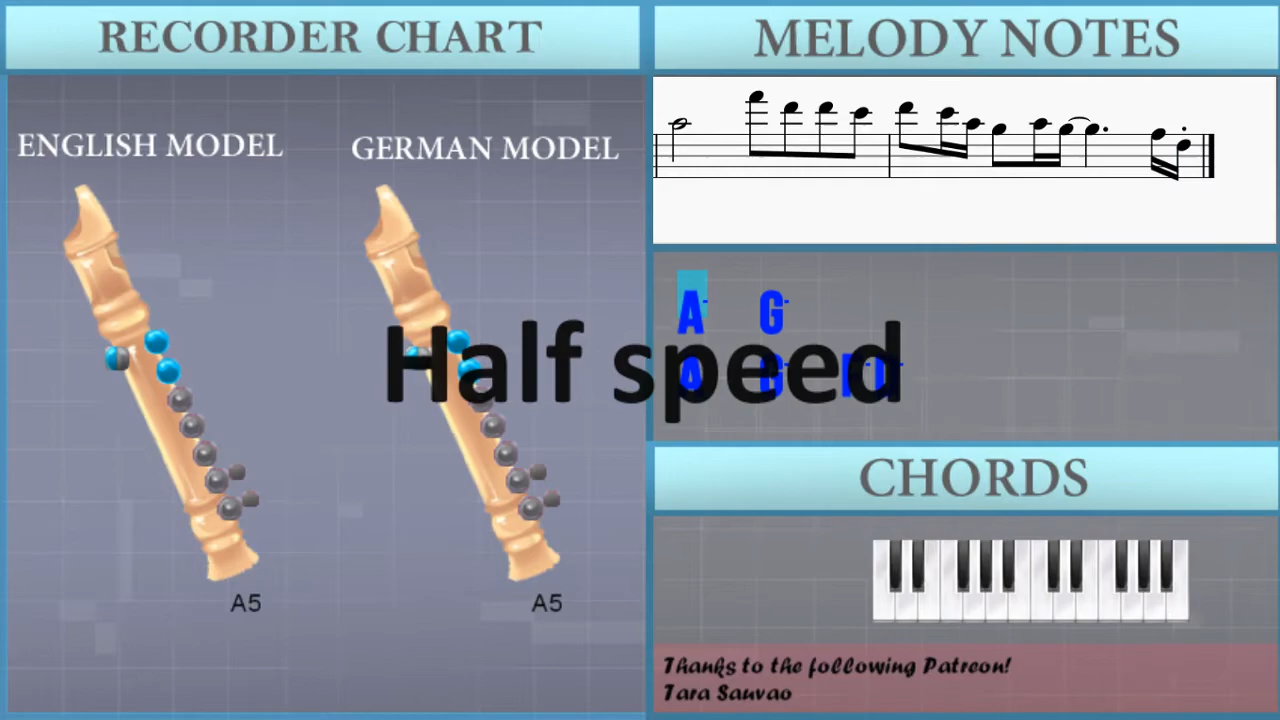 RECORDER CHART
MELODY NOTES
ENGLISH MODEL
GERMAN MODEL
A G
Half speed
A G
A5
A5
CHORDS
Thanks to the following Patreon!
Tara Sauvao